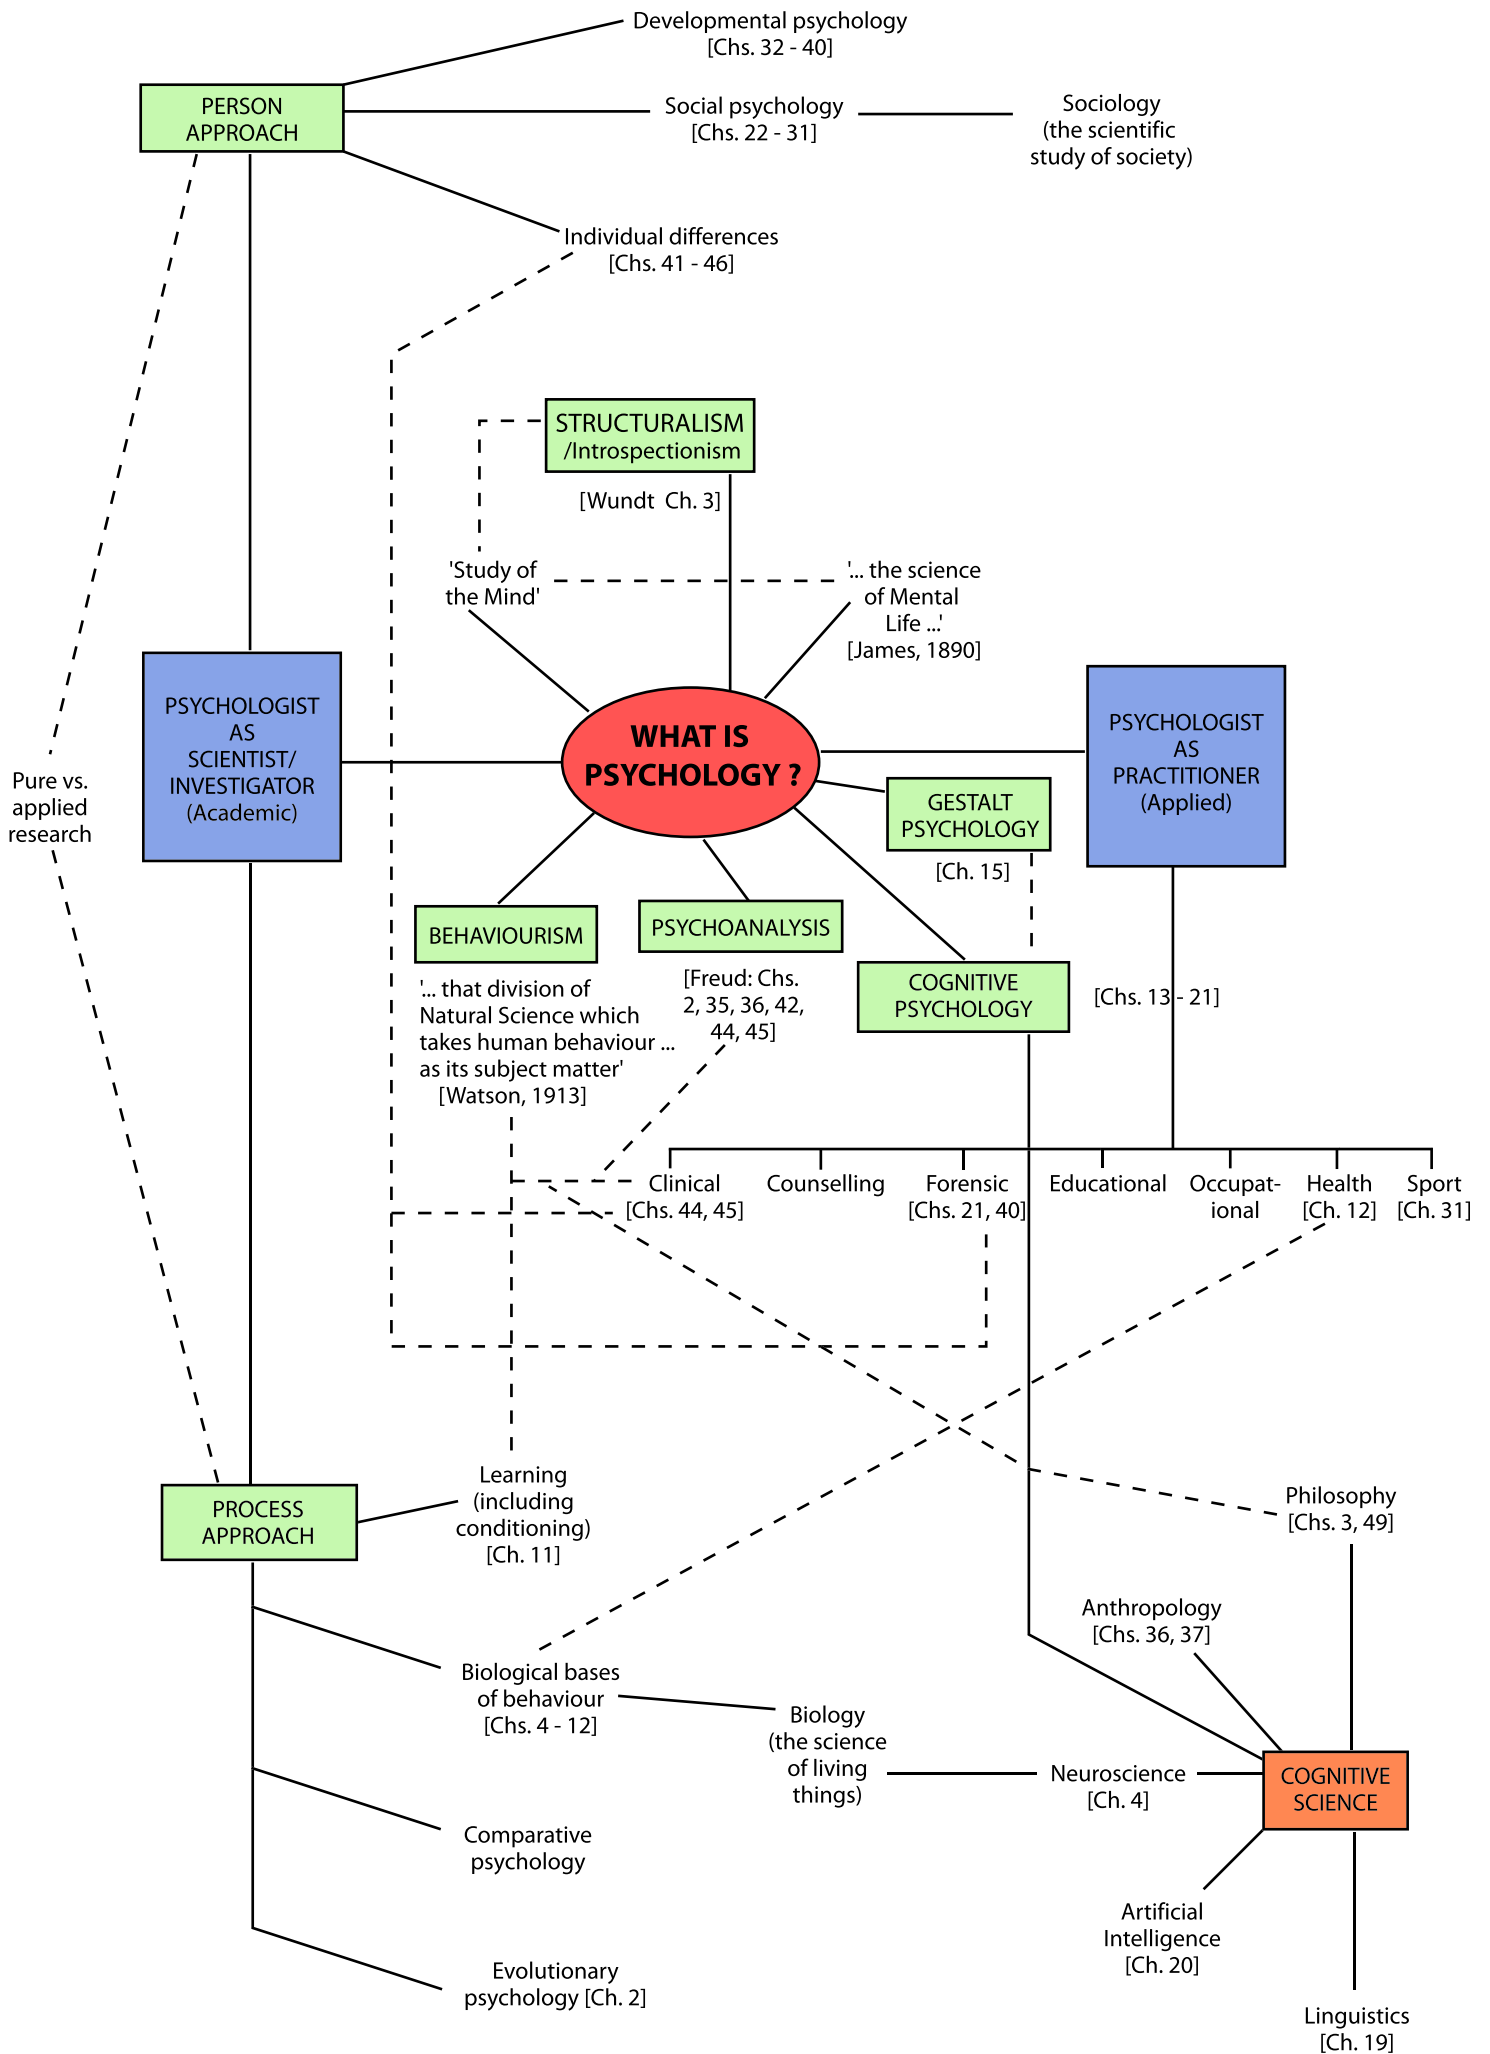 Developmental psychology
[Chs. 32 - 40]
PERSON
APPROACH
Social psychology
[Chs. 22 - 31]
Sociology
(the scientific
study of society)
Individual differences
[Chs. 41 - 46]
STRUCTURALISM
/Introspectionism
[Wundt Ch. 3]
'Study of
the Mind'
'... the science
of Mental
Life ...'
[James, 1890]
PSYCHOLOGIST
AS
SCIENTIST/
INVESTIGATOR
(Academic)
WHAT IS
PSYCHOLOGY ?
PSYCHOLOGIST
AS
PRACTITIONER
(Applied)
Pure vs.
applied
research
GESTALT
PSYCHOLOGY
[Ch. 15]
BEHAVIOURISM
'... that division of
Natural Science which
takes human behaviour ...
as its subject matter'
[Watson, 1913]
PSYCHOANALYSIS
[Freud: Chs.
2, 35, 36, 42,
44, 45]
COGNITIVE
PSYCHOLOGY
[Chs. 13 - 21]
Clinical
[Chs. 44, 45]
Counselling
Forensic
[Chs. 21, 40]
Educational
Occupat-
ional
Health
[Ch. 12]
Sport
[Ch. 31]
PROCESS
APPROACH
Learning
(including
conditioning)
[Ch. 11]
Philosophy
[Chs. 3, 49]
Anthropology
[Chs. 36, 37]
Biological bases
of behaviour
[Chs. 4 - 12]
Biology
(the science
of living
things)
Neuroscience
[Ch. 4]
COGNITIVE
SCIENCE
Comparative
psychology
Artificial
Intelligence
[Ch. 20]
Evolutionary
psychology [Ch. 2]
Linguistics
[Ch. 19]